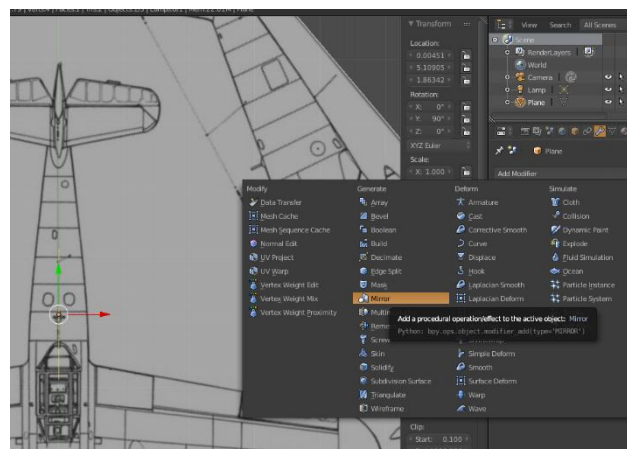 Transform
Location:
0.00451
5.10905
1.86342
Rotation:
X: 0°
Y: 90°
Z: 0°
XYZ Euler
Scale:
X: 1.000
View Search All Scenes
Scene
RenderLayers
World
Camera
Lamp
Plane
Plane
Add Modifier
Modify
Data Transfer
Mesh Cache
Mesh Sequence Cache
Normal Edit
UV Project
UV Warp
Vertex Weight Edit
Vertex Weight Mix
Vertex Weight Proximity
Generate
Array
Bevel
Boolean
Build
Decimate
Edge Split
Mask
Mirror
Screw
Skin
Solidify
Subdivision Surface
Triangulate
Wireframe
Deform
Armature
Cast
Corrective Smooth
Curve
Displace
Hook
Laplacian Smooth
Laplacian Deform
Simple Deform
Smooth
Surface Deform
Warp
Wave
Simulate
Cloth
Collision
Dynamic Paint
Explode
Fluid Simulation
Ocean
Particle Instance
Particle System
Add a procedural operation/effect to the active object: Mirror
Python: bpy.ops.object.modifier_add(type='MIRROR')
Clip:
Start: 0.100